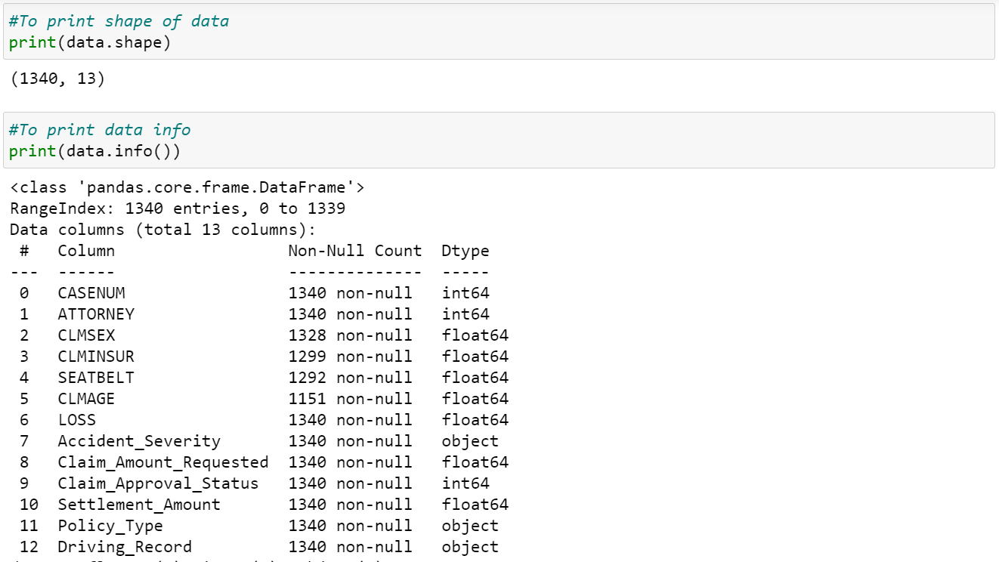 #To print shape of data
print(data.shape)
(1340, 13)
#To print data info
print(data.info())
<class 'pandas.core.frame.DataFrame'>
RangeIndex: 1340 entries, 0 to 1339
Data columns (total 13 columns):
 #   Column                  Non-Null Count  Dtype
---  ------                  --------------  -----
 0   CASENUM                 1340 non-null   int64
 1   ATTORNEY                1340 non-null   int64
 2   CLMSEX                  1328 non-null   float64
 3   CLMINSUR                1299 non-null   float64
 4   SEATBELT                1292 non-null   float64
 5   CLMAGE                  1151 non-null   float64
 6   LOSS                    1340 non-null   float64
 7   Accident_Severity       1340 non-null   object
 8   Claim_Amount_Requested  1340 non-null   float64
 9   Claim_Approval_Status   1340 non-null   int64
 10  Settlement_Amount       1340 non-null   float64
 11  Policy_Type             1340 non-null   object
 12  Driving_Record          1340 non-null   object